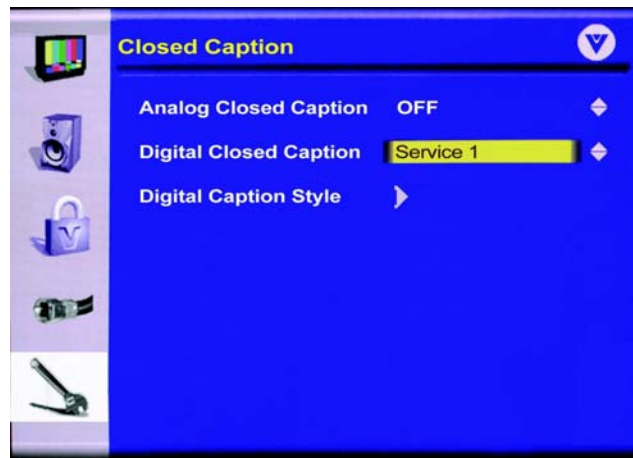 Closed Caption
V
Analog Closed Caption OFF
Digital Closed Caption Service 1
Digital Caption Style
V